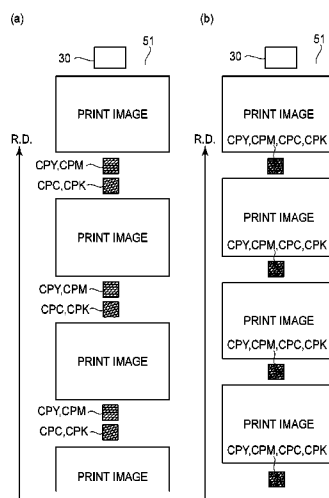 (a)
30
51
R.D.
PRINT IMAGE
CPY,CPM
CPC,CPK
PRINT IMAGE
CPY,CPM
CPC,CPK
PRINT IMAGE
CPY,CPM
CPC,CPK
PRINT IMAGE
(b)
30
51
R.D.
PRINT IMAGE
CPY,CPM,CPC,CPK
PRINT IMAGE
CPY,CPM,CPC,CPK
PRINT IMAGE
CPY,CPM,CPC,CPK
PRINT IMAGE
CPY,CPM,CPC,CPK